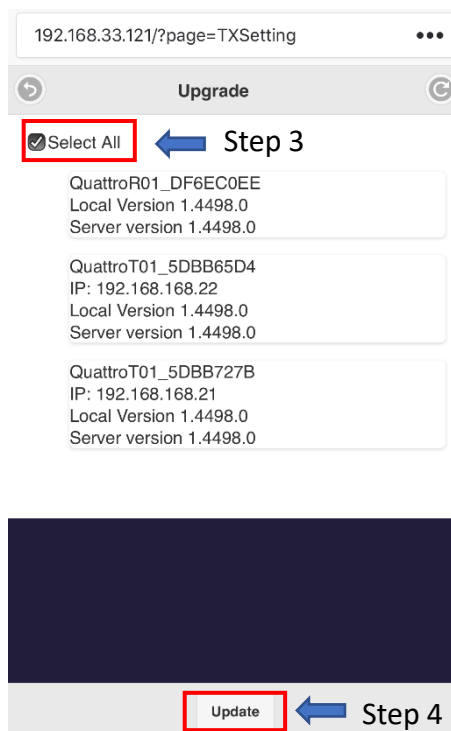 192.168.33.121/?page=TXSetting
Upgrade
Select All
Step 3
QuattroR01_DF6EC0EE
Local Version 1.4498.0
Server version 1.4498.0
QuattroT01_5DBB65D4
IP: 192.168.168.22
Local Version 1.4498.0
Server version 1.4498.0
QuattroT01_5DBB727B
IP: 192.168.168.21
Local Version 1.4498.0
Server version 1.4498.0
Update
Step 4